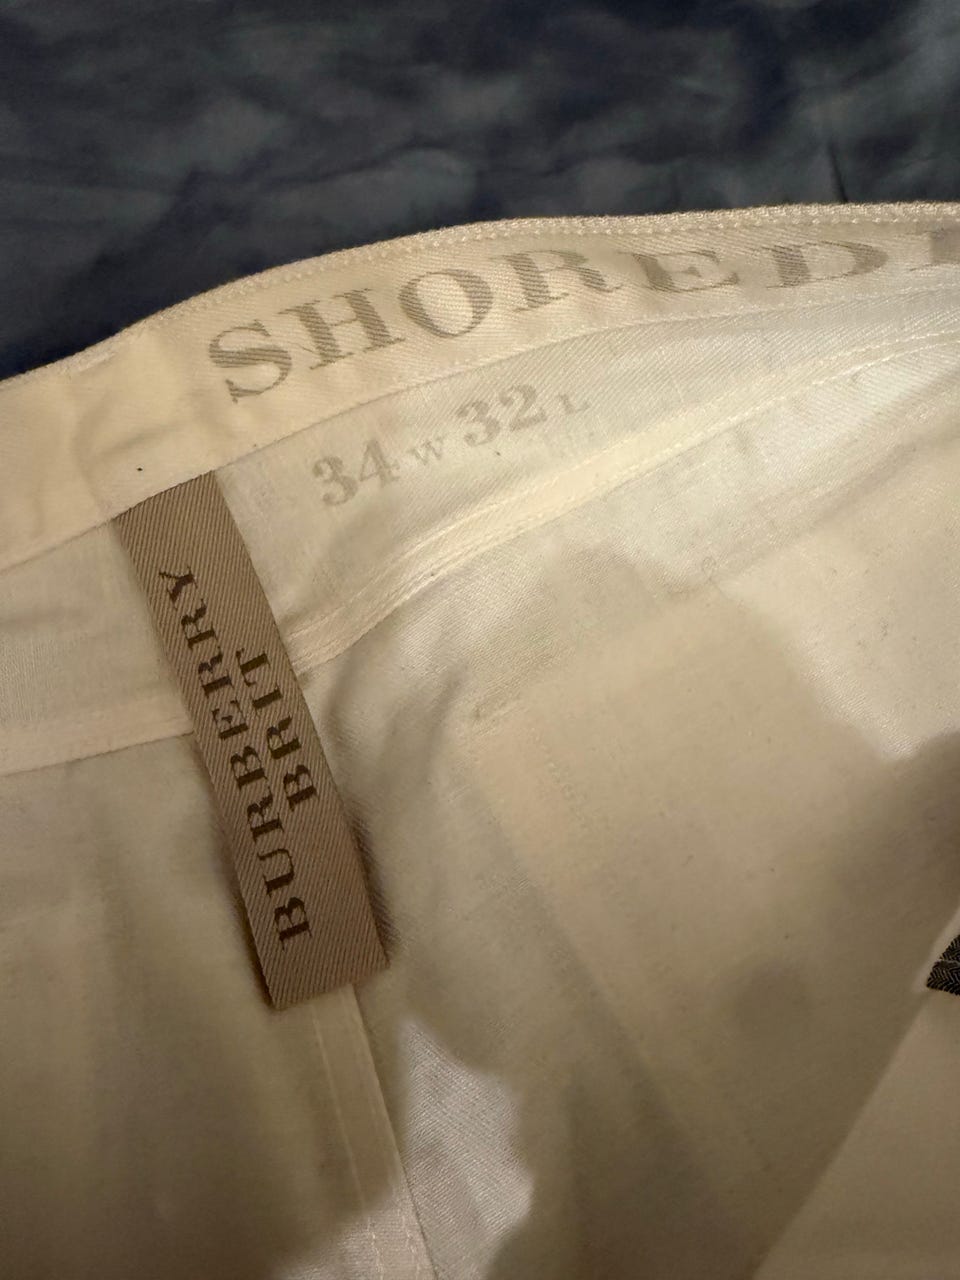 SHORED
34 W 32 L
BURBERRY
BRIT